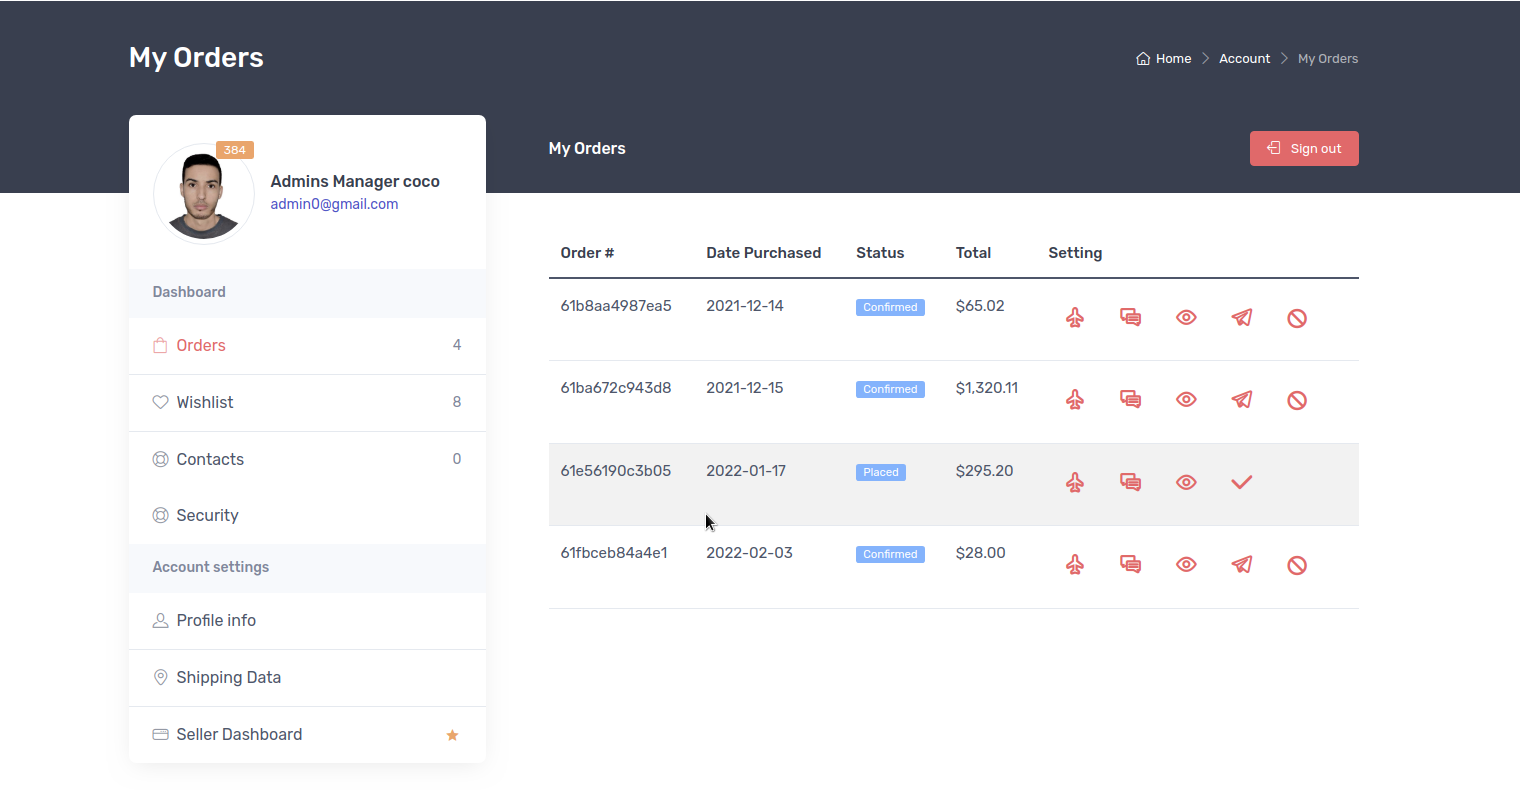 My Orders
Home Account My Orders
384
Admins Manager coco
admin0@gmail.com
Dashboard
Orders 4
Wishlist 8
Contacts 0
Security
Account settings
Profile info
Shipping Data
Seller Dashboard
My Orders
Sign out
Order # Date Purchased Status Total Setting
61b8aa4987ea5 2021-12-14 Confirmed $65.02
61ba672c943d8 2021-12-15 Confirmed $1,320.11
61e56190c3b05 2022-01-17 Placed $295.20
61fbceb84a4e1 2022-02-03 Confirmed $28.00